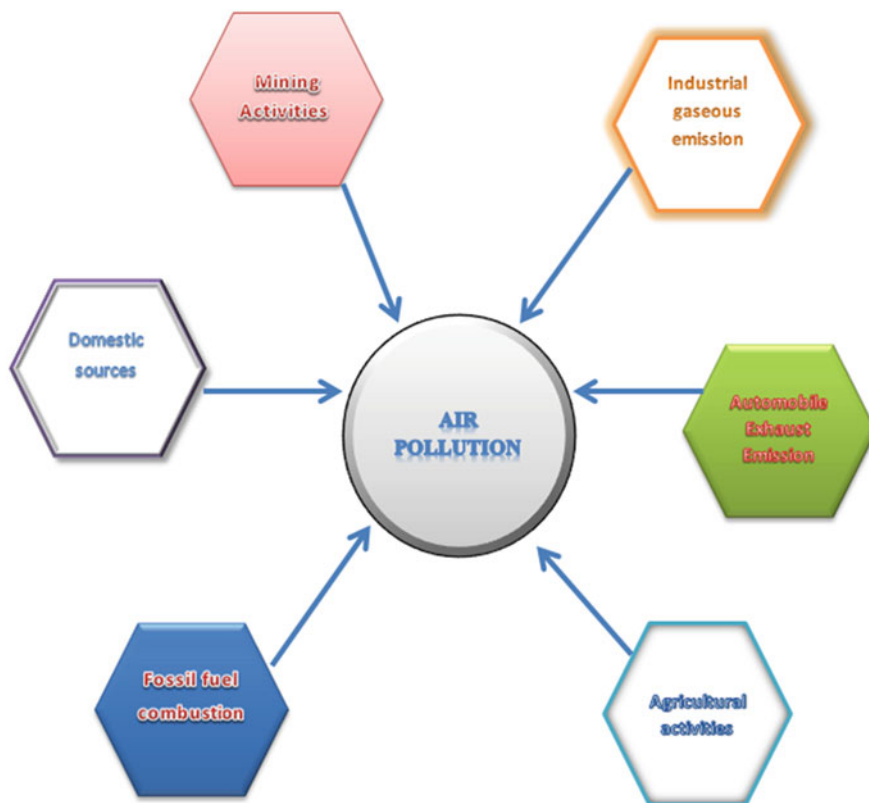 Mining
Activities
Industrial
gaseous
emission
Domestic
sources
AIR
POLLUTION
Automobile
Exhaust
Emission
Fossil fuel
combustion
Agricultural
activities